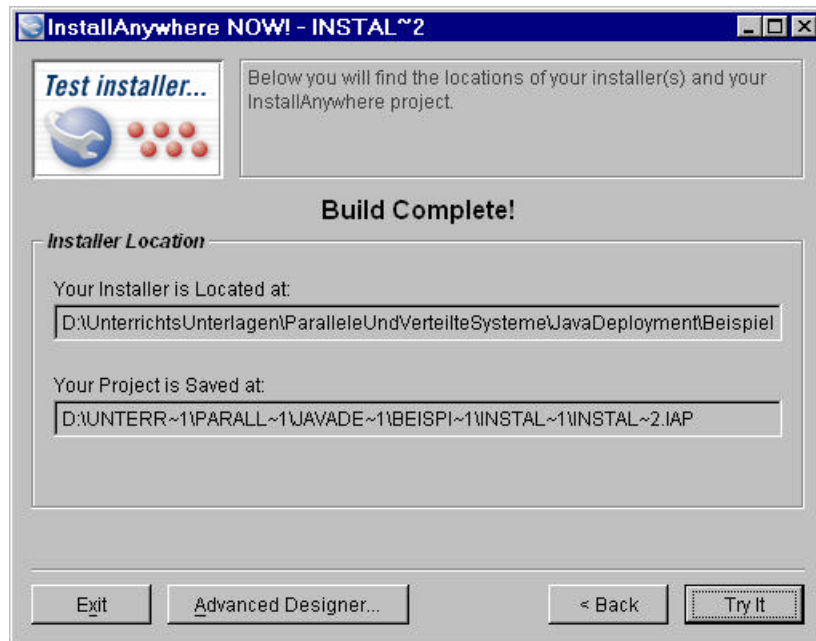 InstallAnywhere NOW! - INSTAL~2
Test installer...
Below you will find the locations of your installer(s) and your
InstallAnywhere project.
Build Complete!
Installer Location
Your Installer is Located at:
D:\UnterrichtsUnterlagen\ParalleleUndVerteilteSysteme\JavaDeployment\Beispiel
Your Project is Saved at:
D:\UNTERR~1\PARALL~1\JAVADE~1\BEISPI~1\INSTAL~1\INSTAL~2.IAP
Exit
Advanced Designer...
< Back
Try It